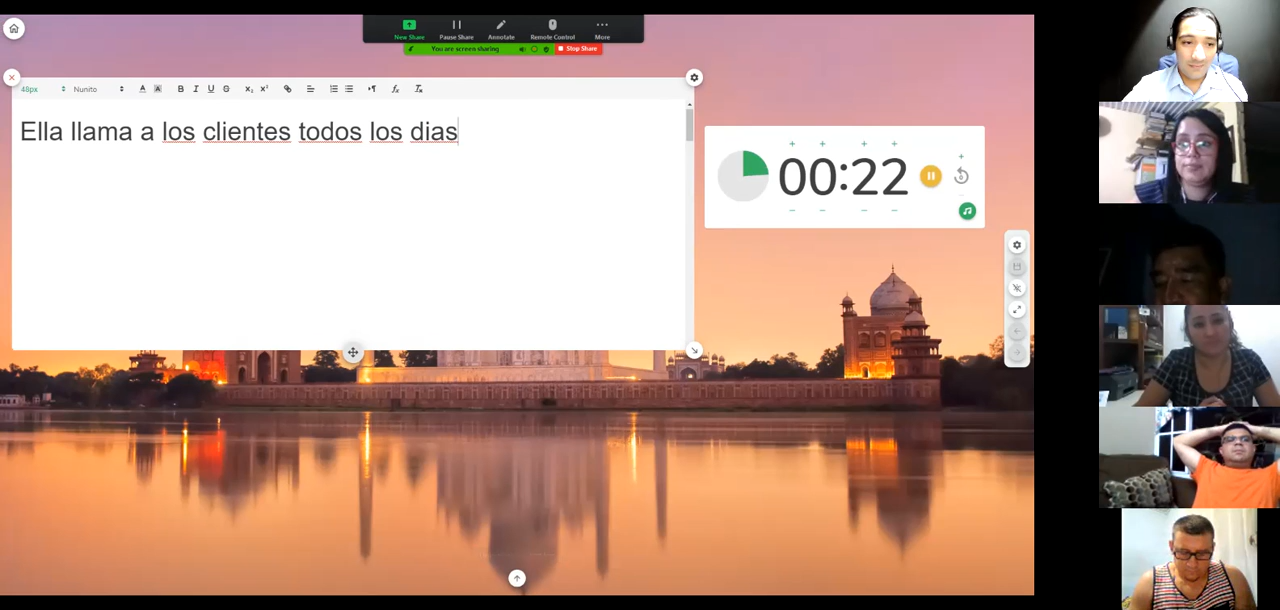 New Share
Pause Share
Annotate
Remote Control
More
You are screen sharing
Stop Share
48px
Nunito
Ella llama a los clientes todos los dias
00:22